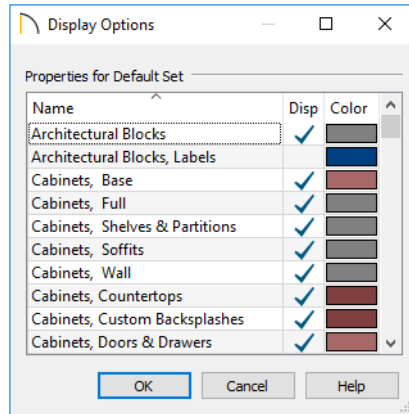 Display Options
Properties for Default Set
Name Disp Color
Architectural Blocks
Architectural Blocks, Labels
Cabinets, Base
Cabinets, Full
Cabinets, Shelves & Partitions
Cabinets, Soffits
Cabinets, Wall
Cabinets, Countertops
Cabinets, Custom Backsplashes
Cabinets, Doors & Drawers
OK Cancel Help